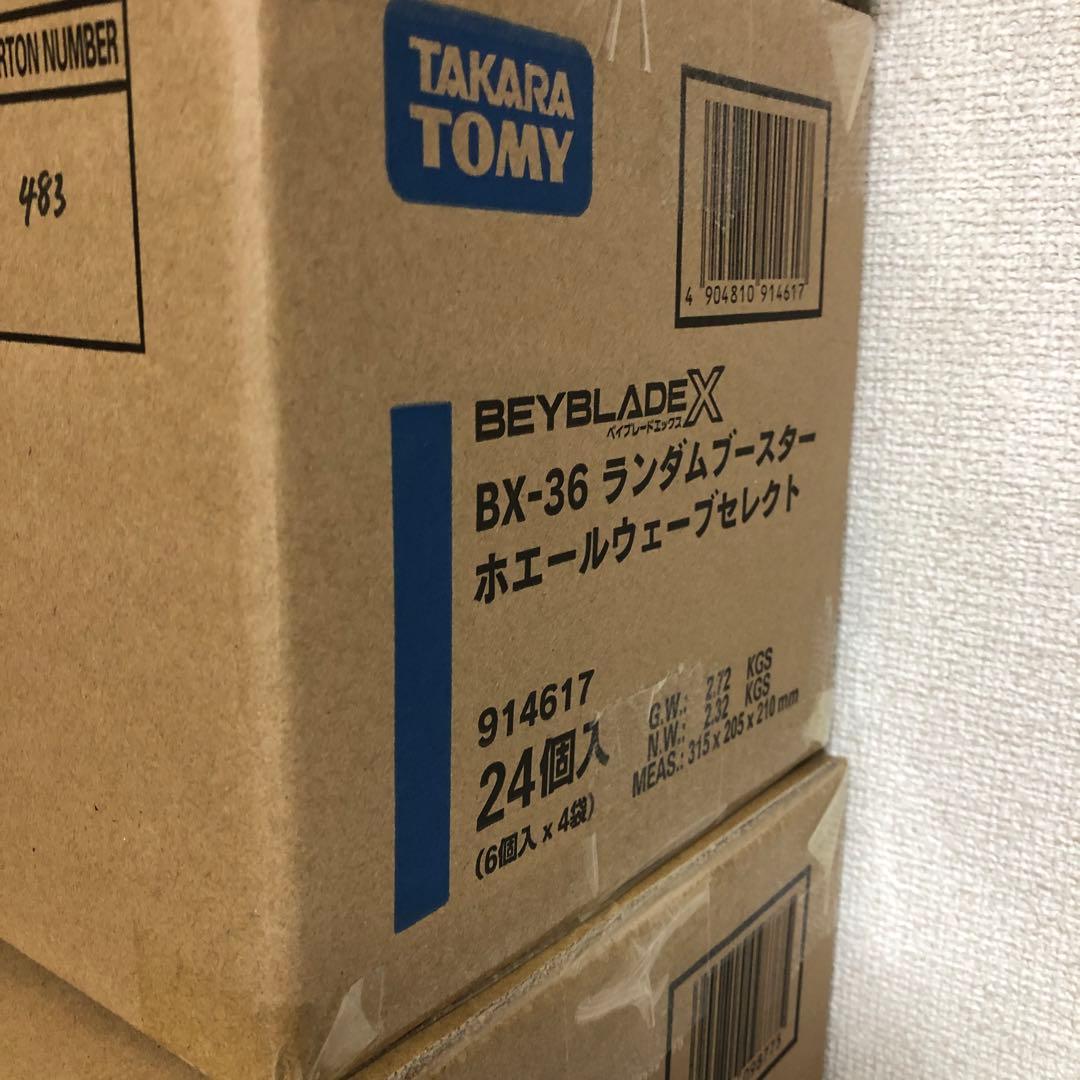 RTON NUMBER
483
TAKARA
TOMY
4 904810 914617
BEYBLADE X
ベイブレードエックス
BX-36 ランダムブースター
ホエールウェーブセレクト
914617
24個入
(6個入 x 4袋)
G.W.: 2.72 KGS
N.W.: 2.32 KGS
MEAS.: 315 x 205 x 210 mm